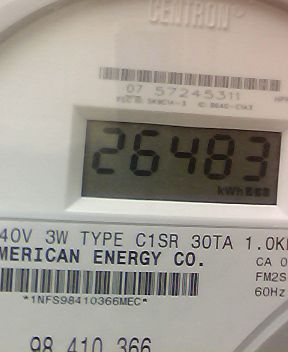 CENTRON®
07 57245311
26483
kWh
40V 3W TYPE C1SR 30TA 1.0K
MERICAN ENERGY CO.
CA 0
FM2S
*1NFS98410366MEC*
60Hz
98 410 366